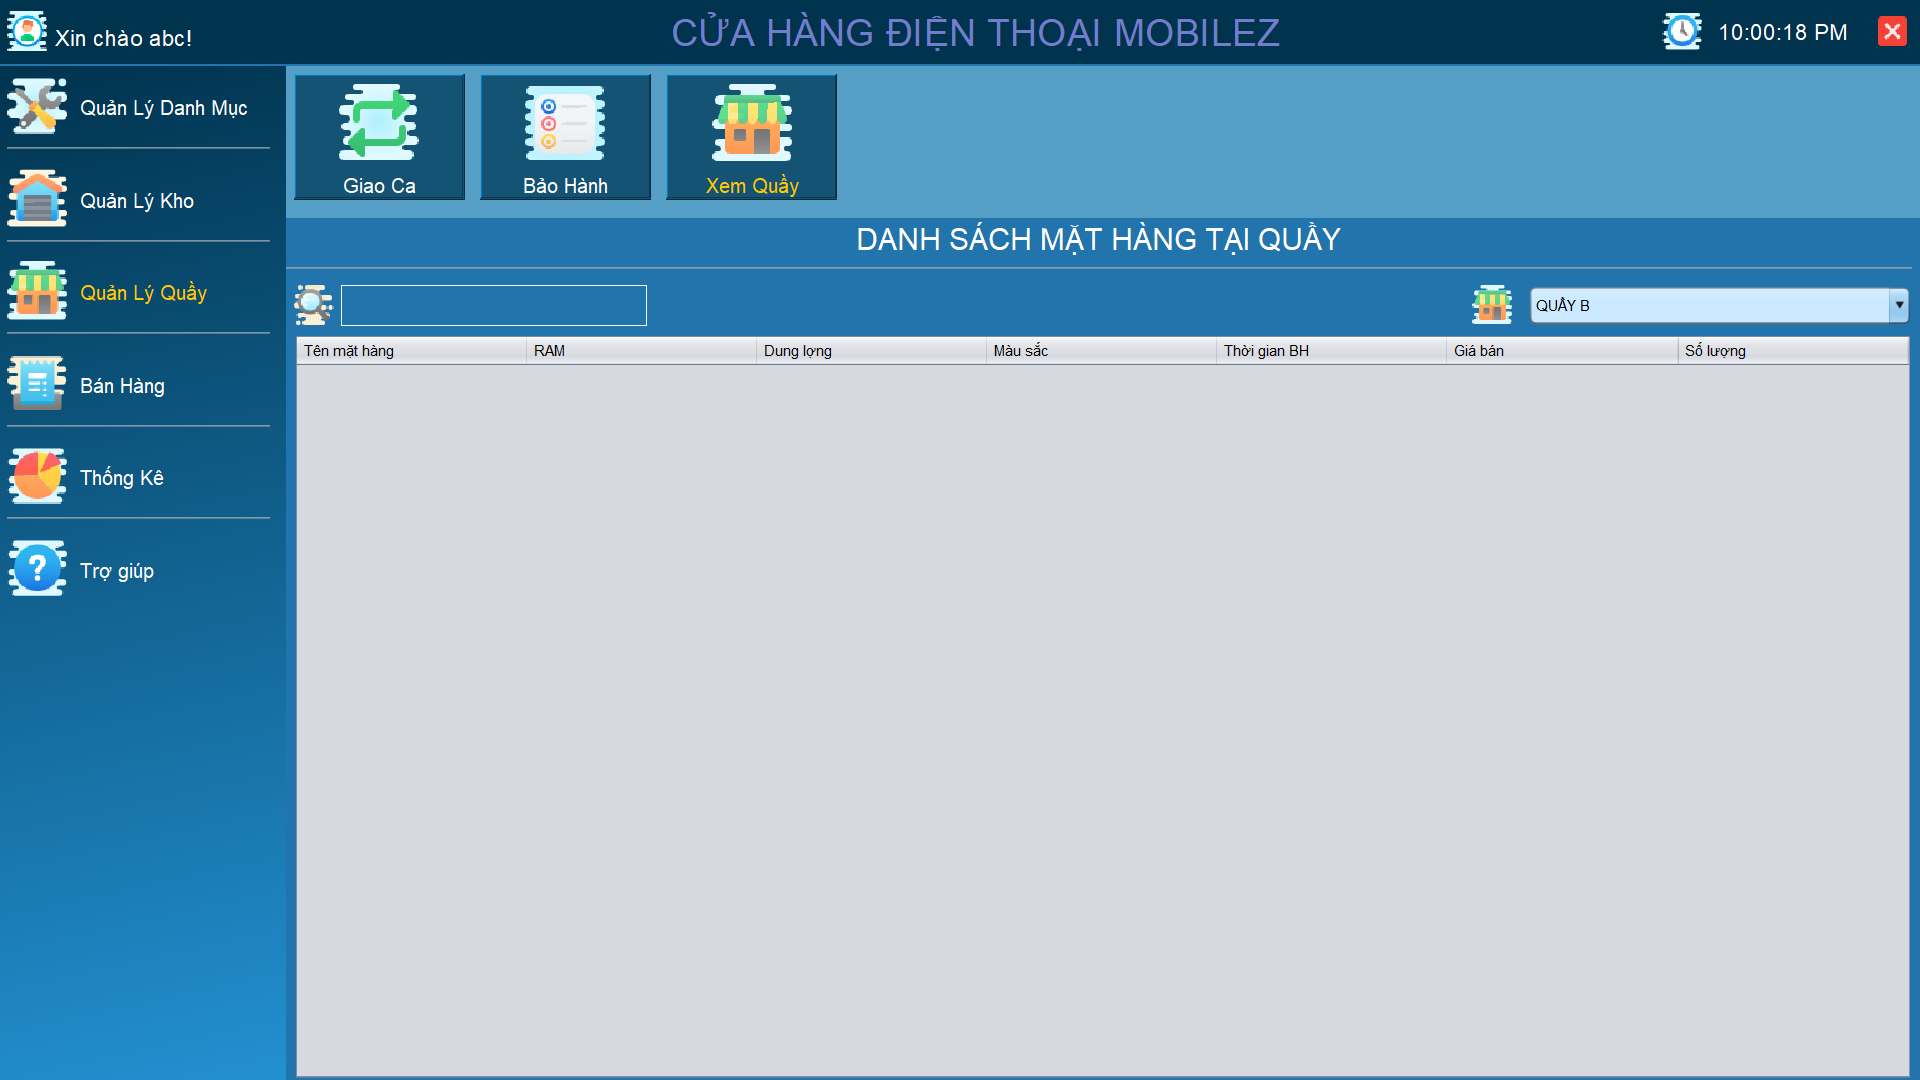 Xin chào abc!
CỬA HÀNG ĐIỆN THOẠI MOBILEZ
10:00:18 PM
Quản Lý Danh Mục
Quản Lý Kho
Quản Lý Quầy
Bán Hàng
Thống Kê
Trợ giúp
Giao Ca
Bảo Hành
Xem Quầy
DANH SÁCH MẶT HÀNG TẠI QUẦY
QUẦY B
Tên mặt hàng RAM Dung lợng Màu sắc Thời gian BH Giá bán Số lượng